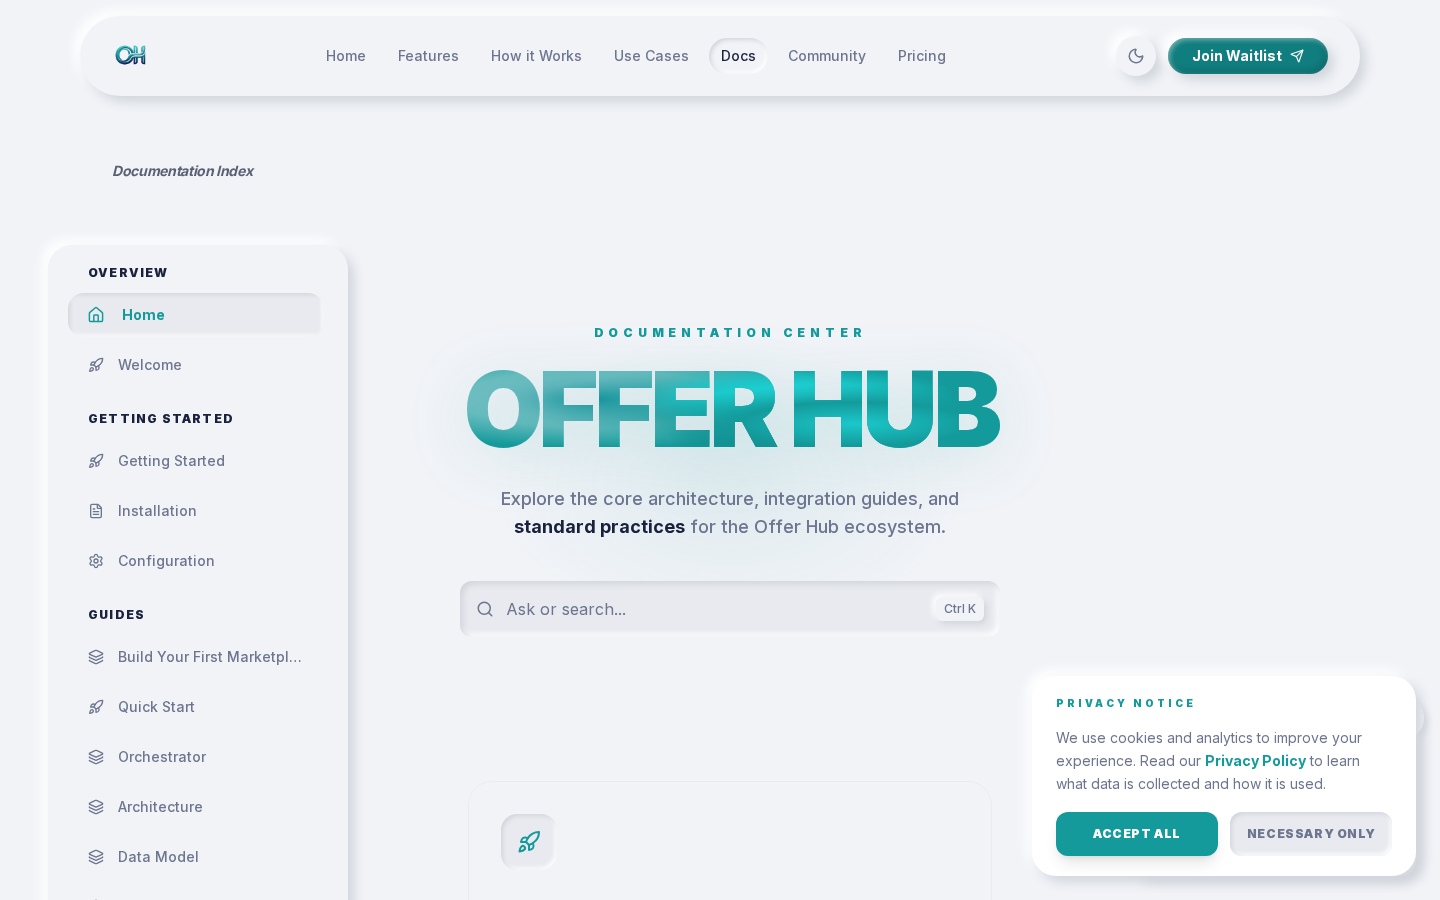 OH
Home
Features
How it Works
Use Cases
Docs
Community
Pricing
Join Waitlist
Documentation Index
OVERVIEW
Home
Welcome
GETTING STARTED
Getting Started
Installation
Configuration
GUIDES
Build Your First Marketpl...
Quick Start
Orchestrator
Architecture
Data Model
DOCUMENTATION CENTER
OFFER HUB
Explore the core architecture, integration guides, and
standard practices for the Offer Hub ecosystem.
Ask or search...
Ctrl K
PRIVACY NOTICE
We use cookies and analytics to improve your
experience. Read our Privacy Policy to learn
what data is collected and how it is used.
ACCEPT ALL
NECESSARY ONLY